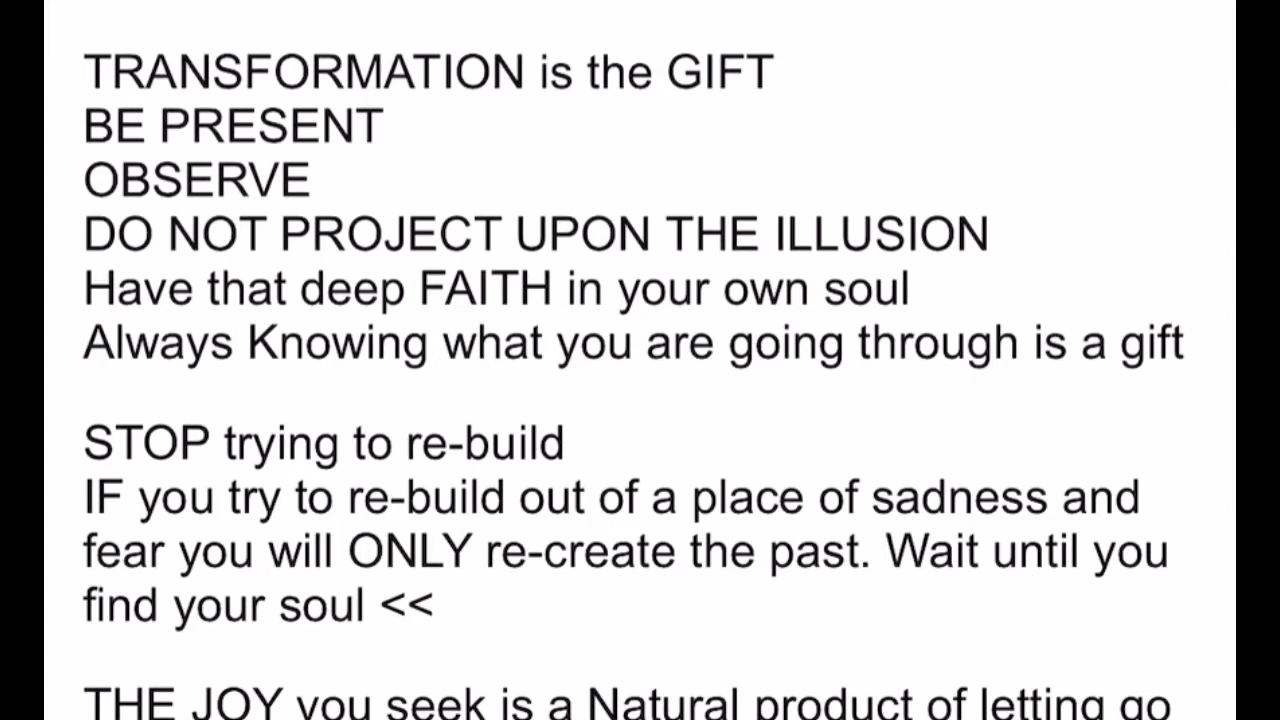 TRANSFORMATION is the GIFT
BE PRESENT
OBSERVE
DO NOT PROJECT UPON THE ILLUSION
Have that deep FAITH in your own soul
Always Knowing what you are going through is a gift
STOP trying to re-build
IF you try to re-build out of a place of sadness and
fear you will ONLY re-create the past. Wait until you
find your soul <<
THE JOY you seek is a Natural product of letting go